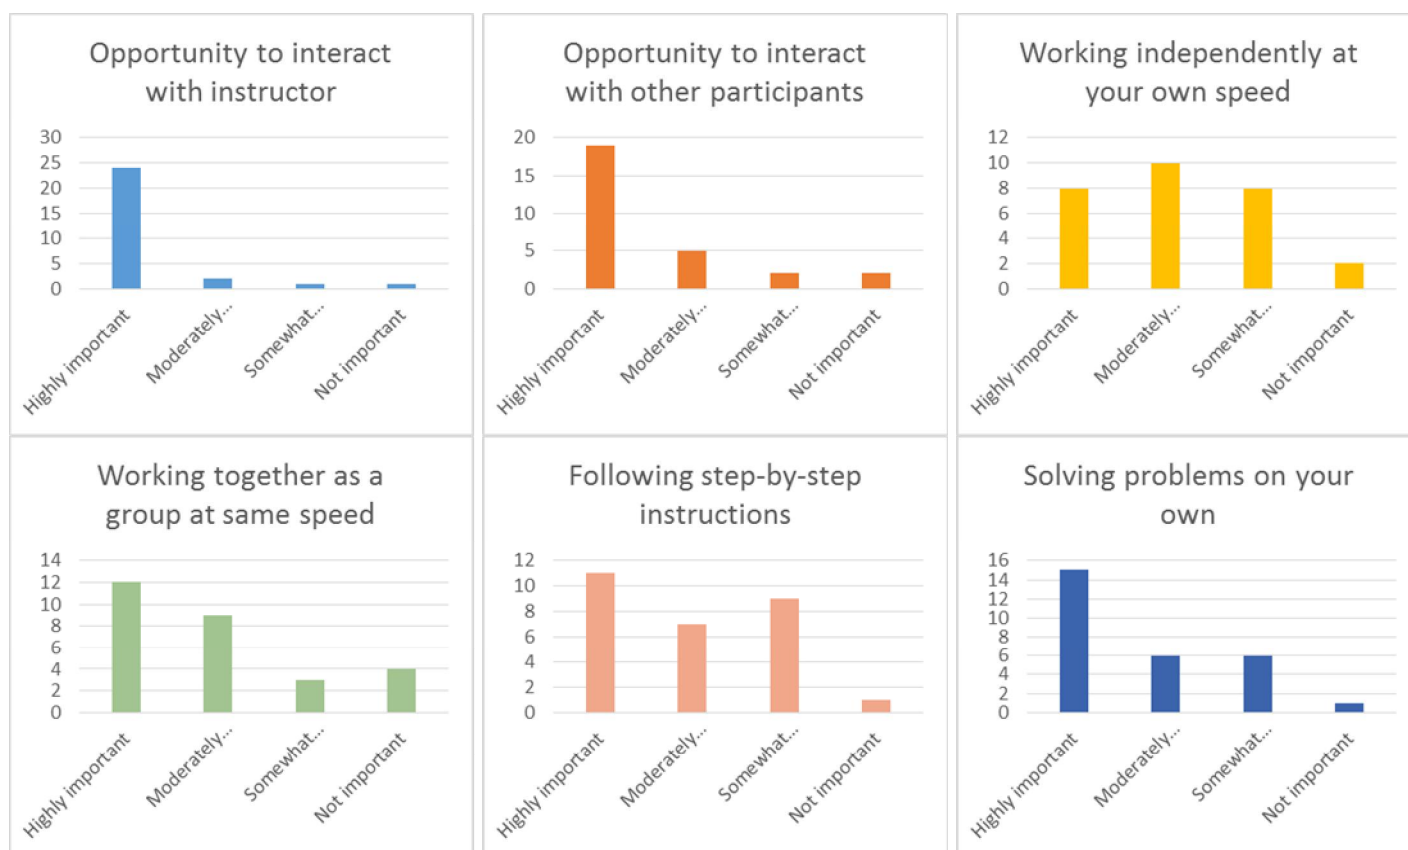 Opportunity to interact
with instructor
30
25
20
15
10
5
0
Highly important
Moderately...
Somewhat...
Not important
Opportunity to interact
with other participants
20
15
10
5
0
Highly important
Moderately...
Somewhat...
Not important
Working independently at
your own speed
12
10
8
6
4
2
0
Highly important
Moderately...
Somewhat...
Not important
Working together as a
group at same speed
14
12
10
8
6
4
2
0
Highly important
Moderately...
Somewhat...
Not important
Following step-by-step
instructions
12
10
8
6
4
2
0
Highly important
Moderately...
Somewhat...
Not important
Solving problems on your
own
16
14
12
10
8
6
4
2
0
Highly important
Moderately...
Somewhat...
Not important